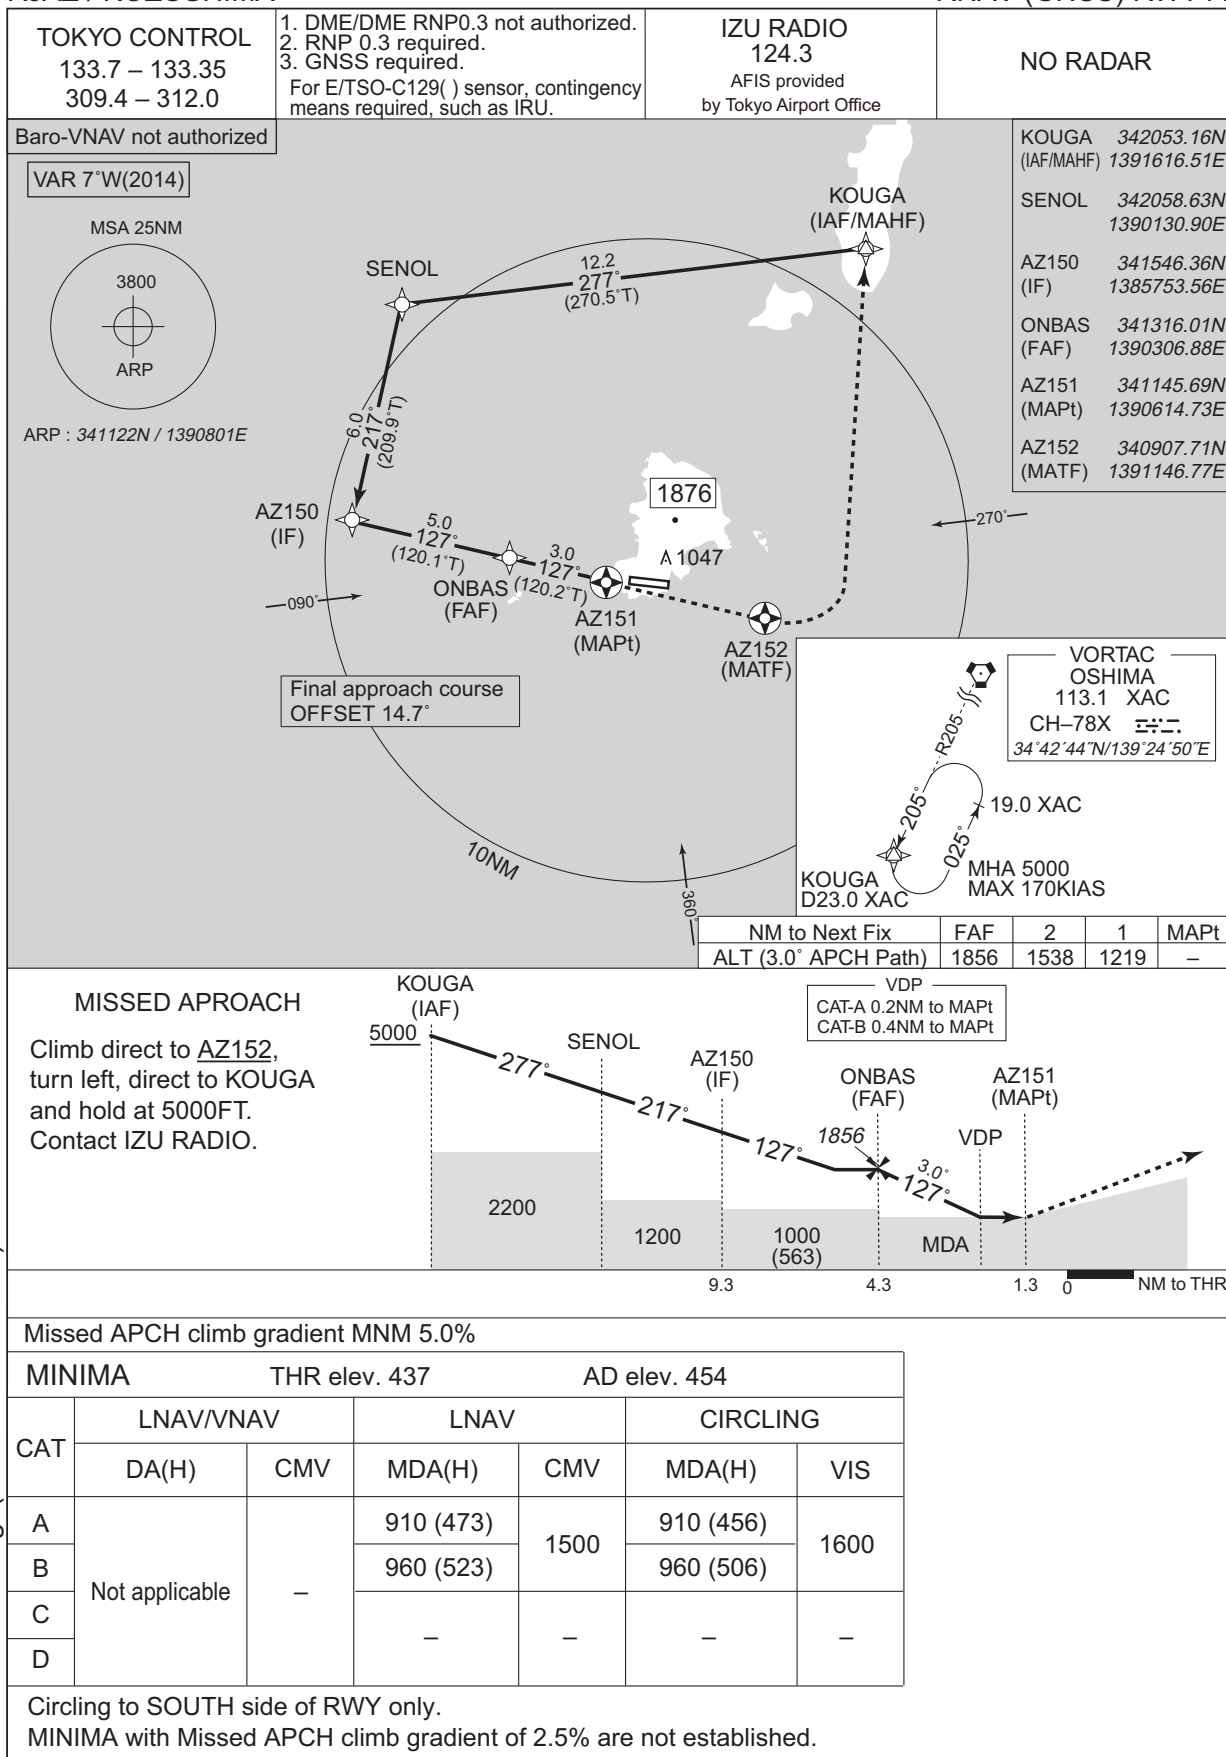 TOKYO CONTROL
133.7 – 133.35
309.4 – 312.0
1. DME/DME RNP0.3 not authorized.
2. RNP 0.3 required.
3. GNSS required.
For E/TSO-C129( ) sensor, contingency
means required, such as IRU.
IZU RADIO
124.3
AFIS provided
by Tokyo Airport Office
NO RADAR
Baro-VNAV not authorized
VAR 7˚W(2014)
MSA 25NM
3800
ARP
ARP : 341122N / 1390801E
KOUGA 342053.16N
(IAF/MAHF) 1391616.51E
SENOL 342058.63N
1390130.90E
AZ150 341546.36N
(IF) 1385753.56E
ONBAS 341316.01N
(FAF) 1390306.88E
AZ151 341145.69N
(MAPt) 1390614.73E
AZ152 340907.71N
(MATF) 1391146.77E
KOUGA
(IAF/MAHF)
SENOL
12.2
277˚
(270.5˚T)
6.0
217˚
(209.9˚T)
AZ150
(IF)
5.0
127˚
(120.1˚T)
ONBAS
(FAF)
3.0
127˚
(120.2˚T)
AZ151
(MAPt)
1876
1047
AZ152
(MATF)
270˚
090˚
360˚
10NM
Final approach course
OFFSET 14.7˚
VORTAC
OSHIMA
113.1 XAC
CH–78X
34˚42´44˝N/139˚24´50˝E
R205
205˚
025˚
19.0 XAC
KOUGA
D23.0 XAC
MHA 5000
MAX 170KIAS
NM to Next Fix FAF 2 1 MAPt
ALT (3.0˚ APCH Path) 1856 1538 1219 –
MISSED APROACH
Climb direct to AZ152,
turn left, direct to KOUGA
and hold at 5000FT.
Contact IZU RADIO.
KOUGA
(IAF)
5000
277˚
SENOL
217˚
AZ150
(IF)
127˚
1856
ONBAS
(FAF)
3.0˚
127˚
VDP
CAT-A 0.2NM to MAPt
CAT-B 0.4NM to MAPt
VDP
AZ151
(MAPt)
2200
1200
1000
(563)
MDA
9.3 4.3 1.3 0 NM to THR
Missed APCH climb gradient MNM 5.0%
MINIMA THR elev. 437 AD elev. 454
CAT LNAV/VNAV LNAV CIRCLING
DA(H) CMV MDA(H) CMV MDA(H) VIS
A 910 (473) 910 (456)
1500 1600
B 960 (523) 960 (506)
Not applicable –
C
– – – –
D
Circling to SOUTH side of RWY only.
MINIMA with Missed APCH climb gradient of 2.5% are not established.